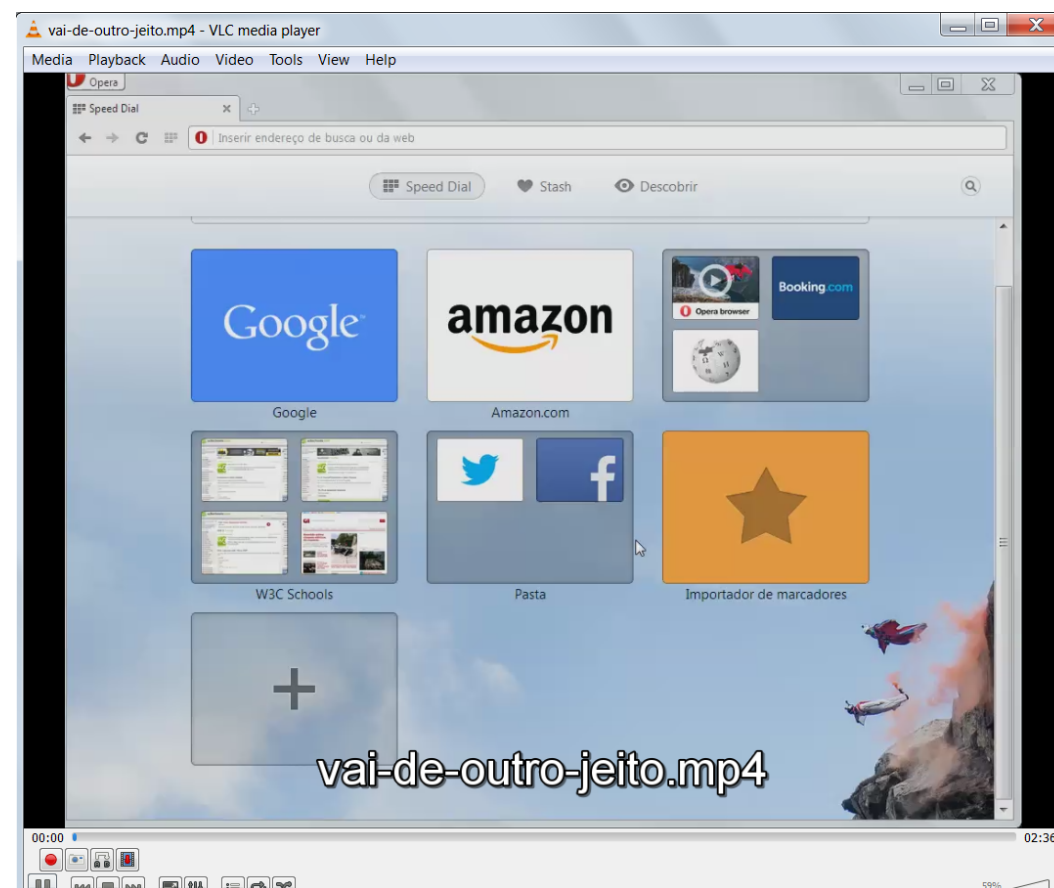 vai-de-outro-jeito.mp4 - VLC media player
Media Playback Audio Video Tools View Help
Opera
Speed Dial
Inserir endereço de busca ou da web
Speed Dial Stash Descobrir
Google
amazon
Booking.com
Opera browser
Google
Amazon.com
W3C Schools
Pasta
Importador de marcadores
vai-de-outro-jeito.mp4
00:00
02:36
59%